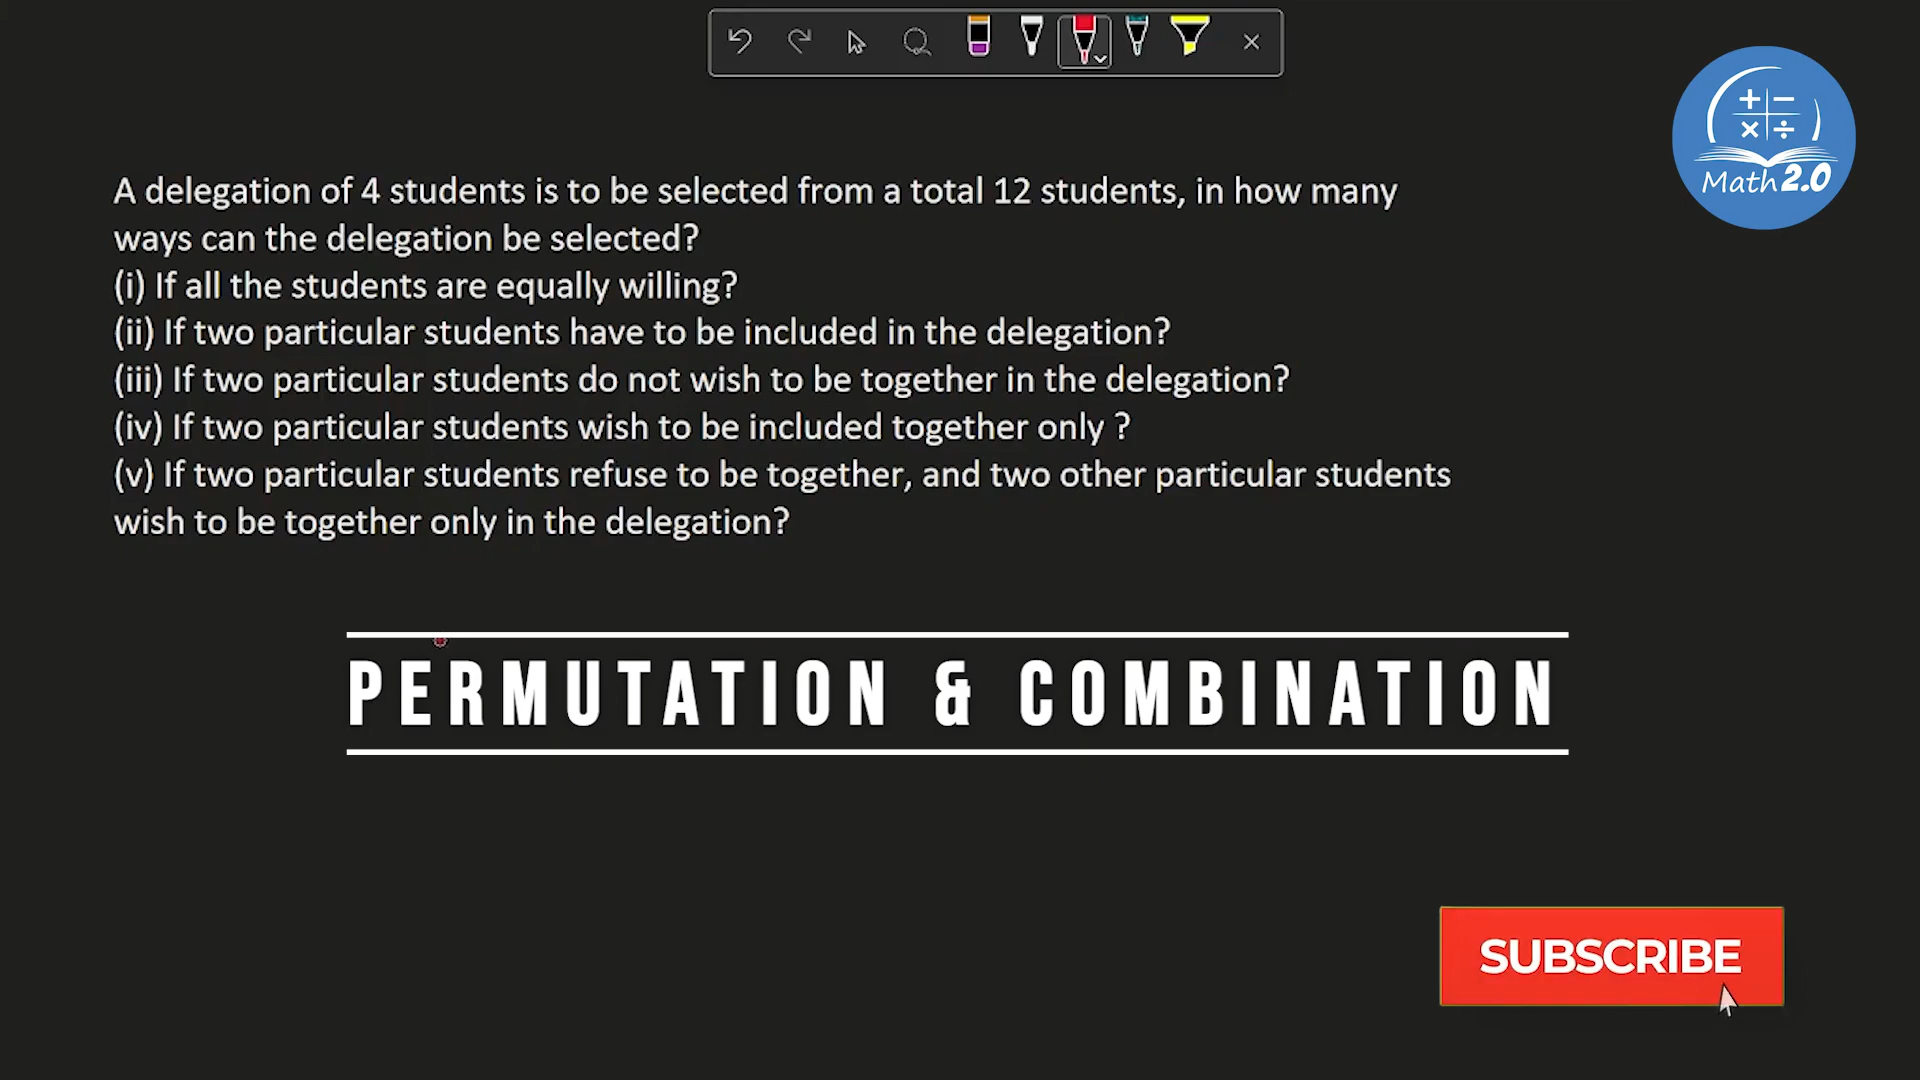 Math 2.0
A delegation of 4 students is to be selected from a total 12 students, in how many
ways can the delegation be selected?
(i) If all the students are equally willing?
(ii) If two particular students have to be included in the delegation?
(iii) If two particular students do not wish to be together in the delegation?
(iv) If two particular students wish to be included together only ?
(v) If two particular students refuse to be together, and two other particular students
wish to be together only in the delegation?
PERMUTATION & COMBINATION
SUBSCRIBE